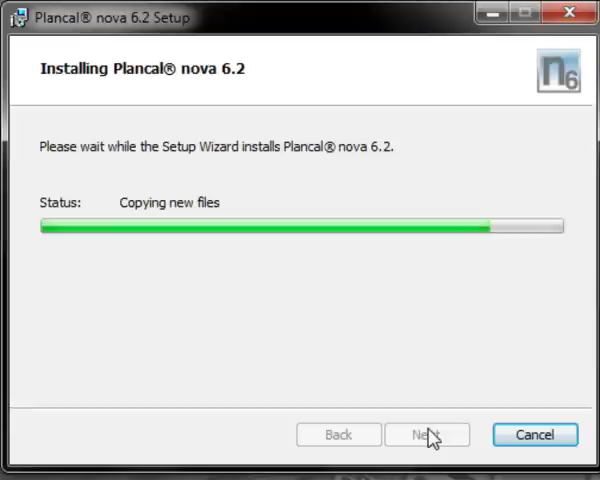 Plancal® nova 6.2 Setup
Installing Plancal® nova 6.2
n6
Please wait while the Setup Wizard installs Plancal® nova 6.2.
Status: Copying new files
Back Next Cancel